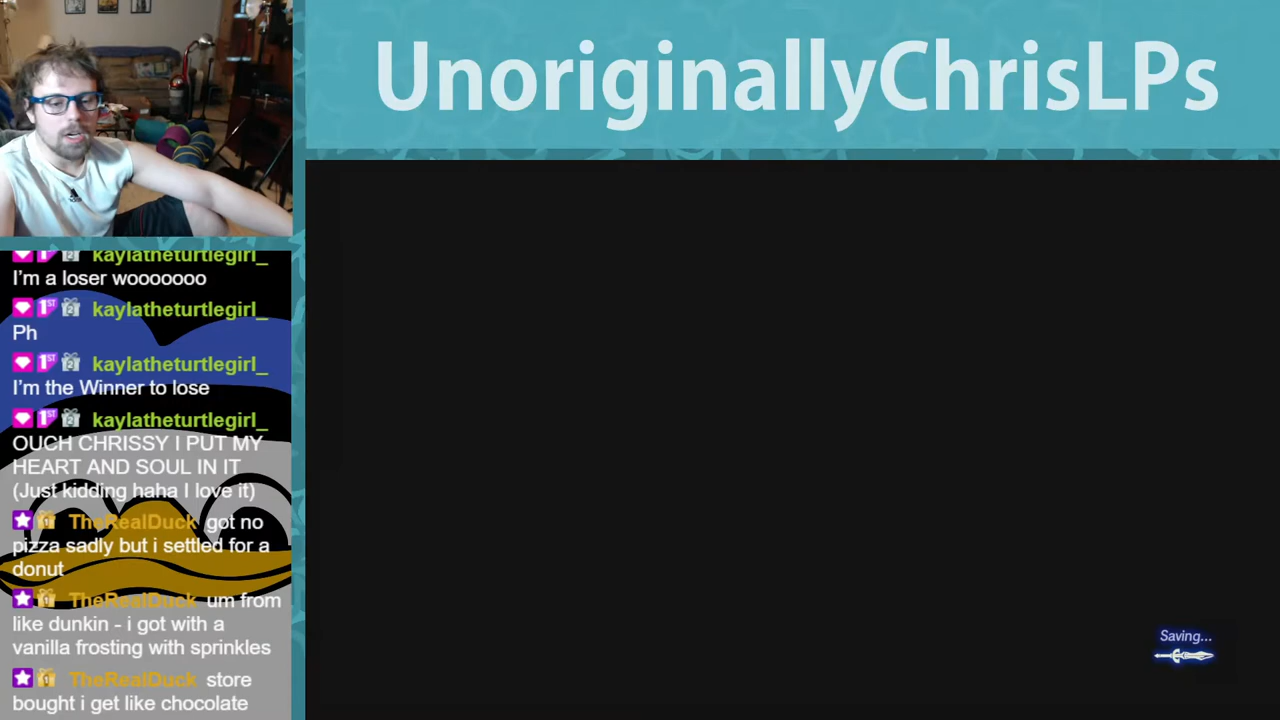 UnoriginallyChrisLPs
kaylatheturtlegirl_
I'm a loser wooooooo
kaylatheturtlegirl_
Ph
kaylatheturtlegirl_
I'm the Winner to lose
kaylatheturtlegirl_
OUCH CHRISSY I PUT MY
HEART AND SOUL IN IT
(Just kidding haha I love it)
TheRealDuck got no
pizza sadly but i settled for a
donut
TheRealDuck um from
like dunkin - i got with a
vanilla frosting with sprinkles
TheRealDuck store
bought i get like chocolate
Saving...